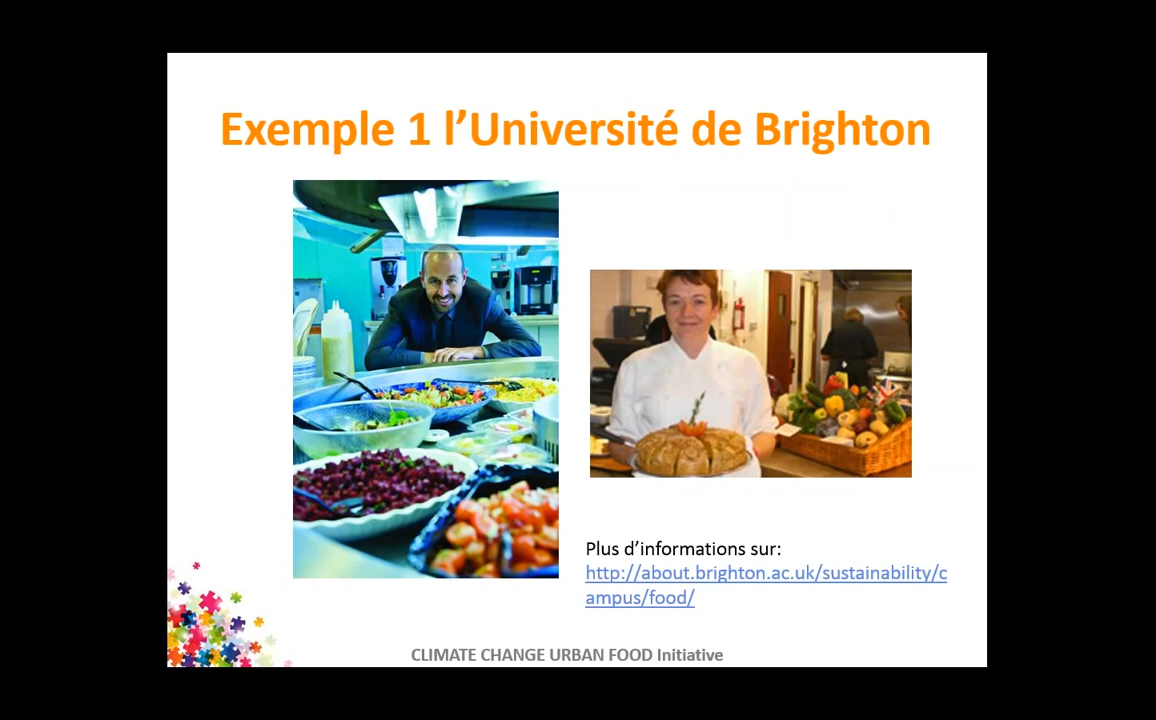 Exemple 1 l’Université de Brighton
Plus d’informations sur:
http://about.brighton.ac.uk/sustainability/c
ampus/food/
CLIMATE CHANGE URBAN FOOD Initiative